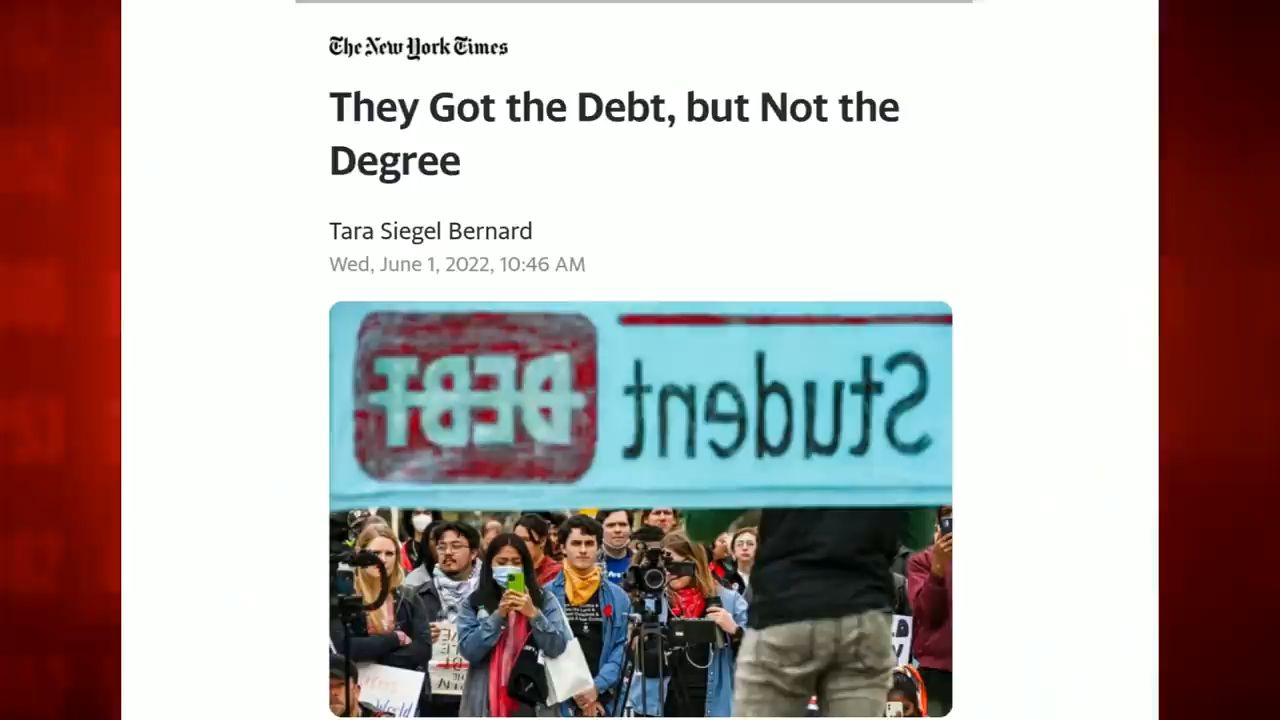 The New York Times
They Got the Debt, but Not the
Degree
Tara Siegel Bernard
Wed, June 1, 2022, 10:46 AM
Student
DEBT